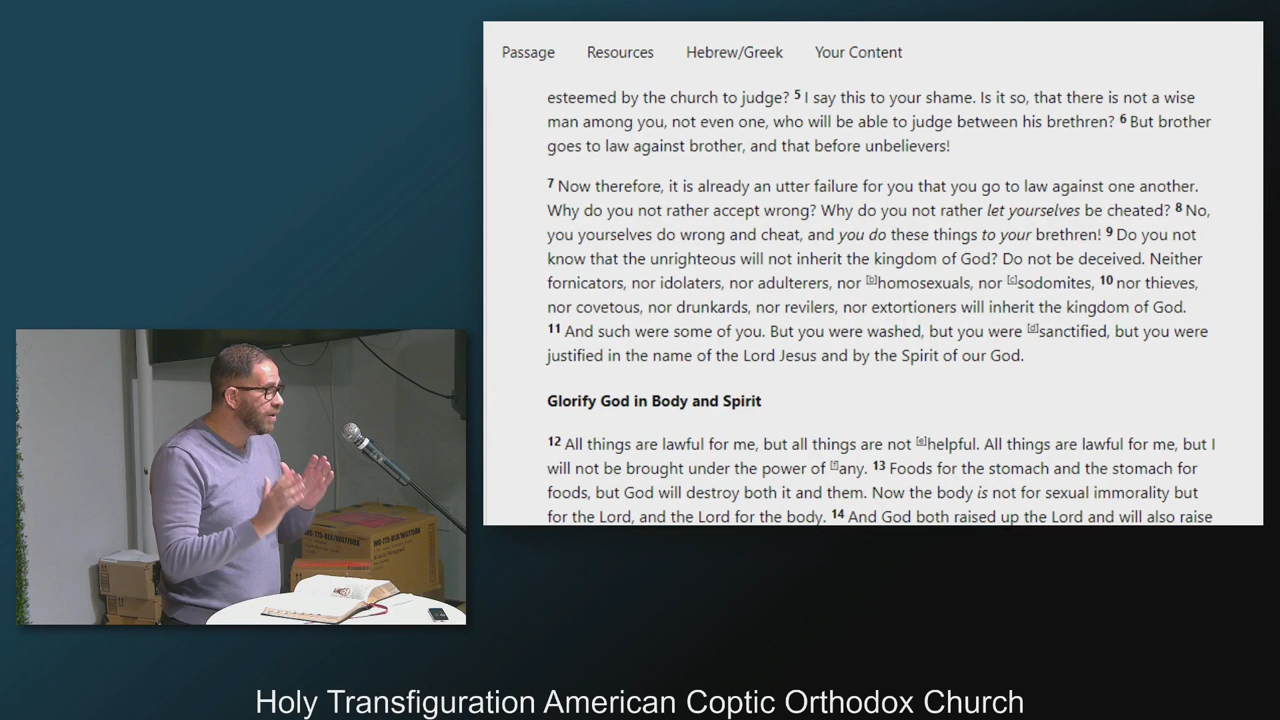 Passage Resources Hebrew/Greek Your Content
esteemed by the church to judge? 5 I say this to your shame. Is it so, that there is not a wise
man among you, not even one, who will be able to judge between his brethren? 6 But brother
goes to law against brother, and that before unbelievers!
7 Now therefore, it is already an utter failure for you that you go to law against one another.
Why do you not rather accept wrong? Why do you not rather let yourselves be cheated? 8 No,
you yourselves do wrong and cheat, and you do these things to your brethren! 9 Do you not
know that the unrighteous will not inherit the kingdom of God? Do not be deceived. Neither
fornicators, nor idolaters, nor adulterers, nor [b]homosexuals, nor [c]sodomites, 10 nor thieves,
nor covetous, nor drunkards, nor revilers, nor extortioners will inherit the kingdom of God.
11 And such were some of you. But you were washed, but you were [d]sanctified, but you were
justified in the name of the Lord Jesus and by the Spirit of our God.
Glorify God in Body and Spirit
12 All things are lawful for me, but all things are not [e]helpful. All things are lawful for me, but I
will not be brought under the power of [f]any. 13 Foods for the stomach and the stomach for
foods, but God will destroy both it and them. Now the body is not for sexual immorality but
for the Lord, and the Lord for the body. 14 And God both raised up the Lord and will also raise
Holy Transfiguration American Coptic Orthodox Church